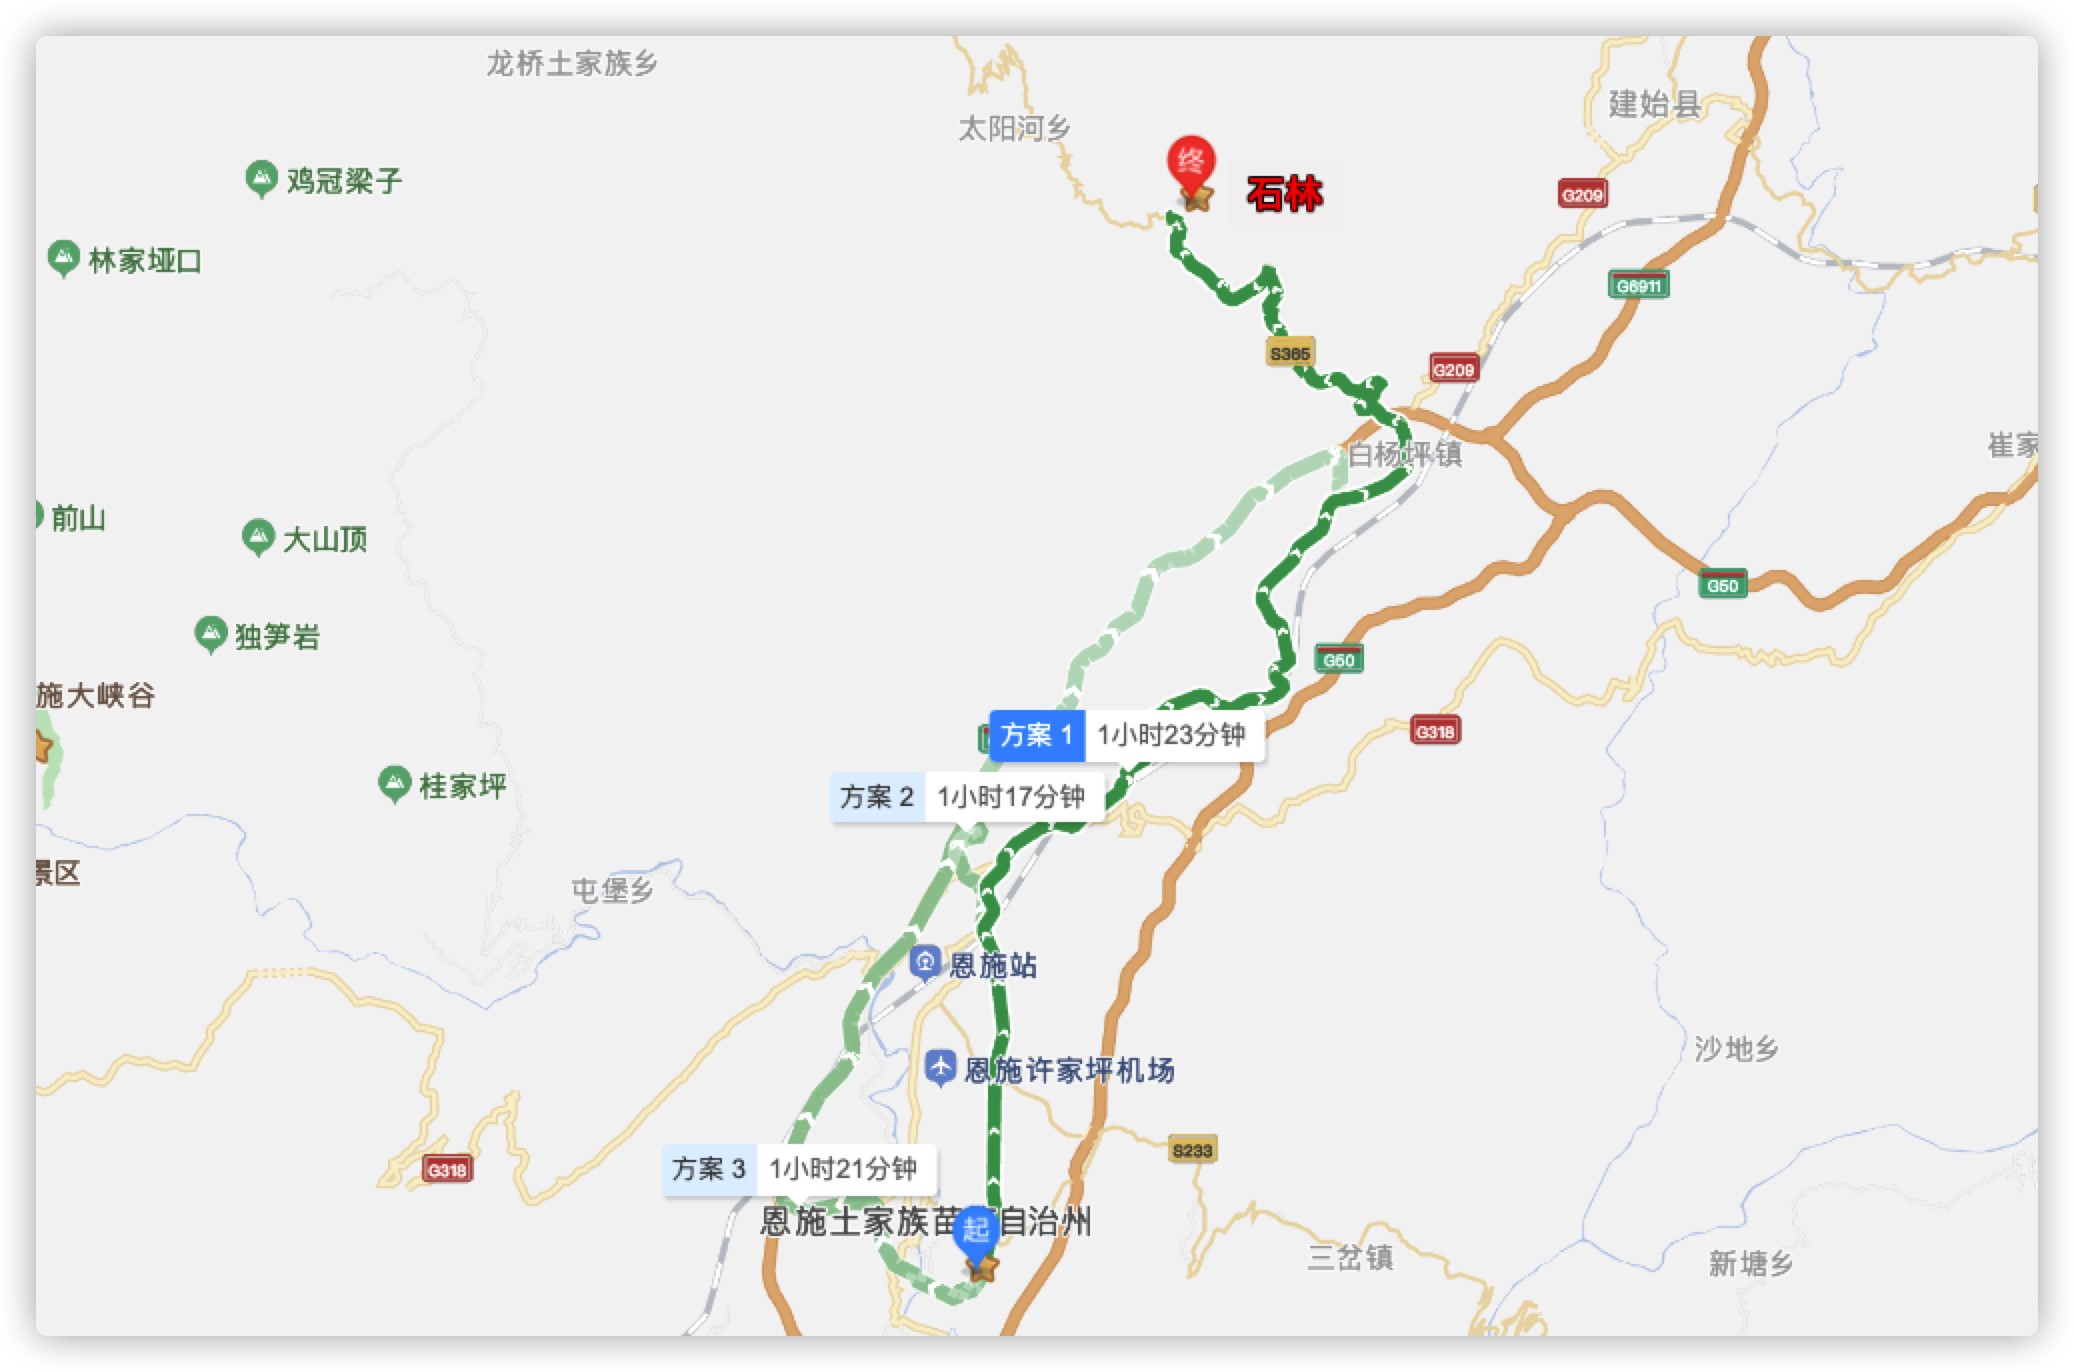 龙桥土家族乡
建始县
太阳河乡
终
鸡冠梁子
石林
G209
林家垭口
G6911
S365
G209
白杨坪镇
崔家
前山
大山顶
G50
独笋岩
G50
施大峡谷
G318
方案 1 1小时23分钟
桂家坪
方案 2 1小时17分钟
景区
屯堡乡
恩施站
沙地乡
恩施许家坪机场
S233
G318
方案 3 1小时21分钟
恩施土家族苗 自治州
起
三岔镇
新塘乡